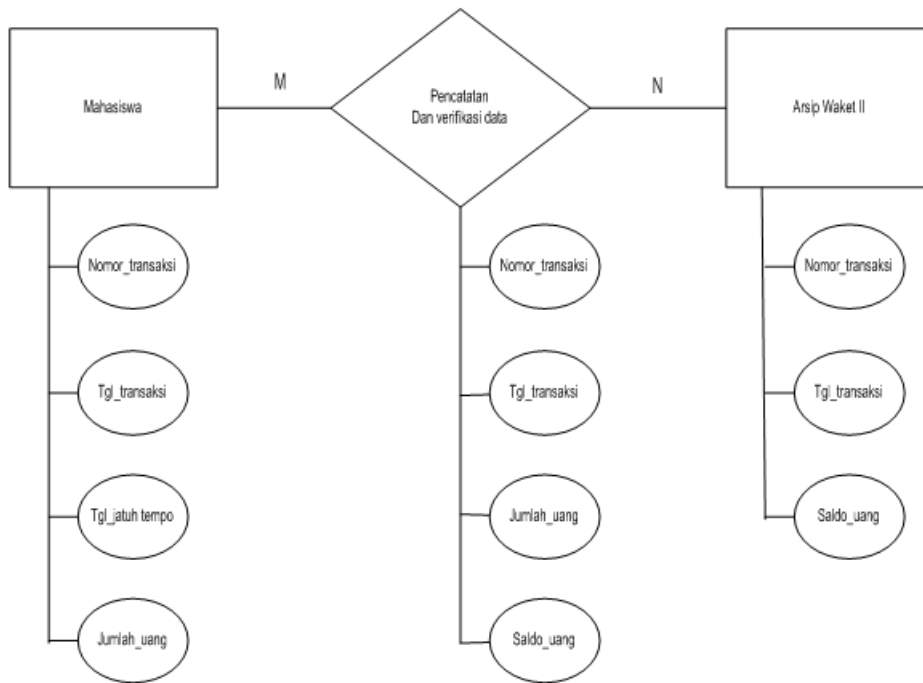 Mahasiswa
M
Pencatatan
Dan verifikasi data
N
Arsip Waket II
Nomor_transaksi
Nomor_transaksi
Nomor_transaksi
Tgl_transaksi
Tgl_transaksi
Tgl_transaksi
Tgl_jatuh tempo
Jumlah_uang
Saldo_uang
Jumlah_uang
Saldo_uang